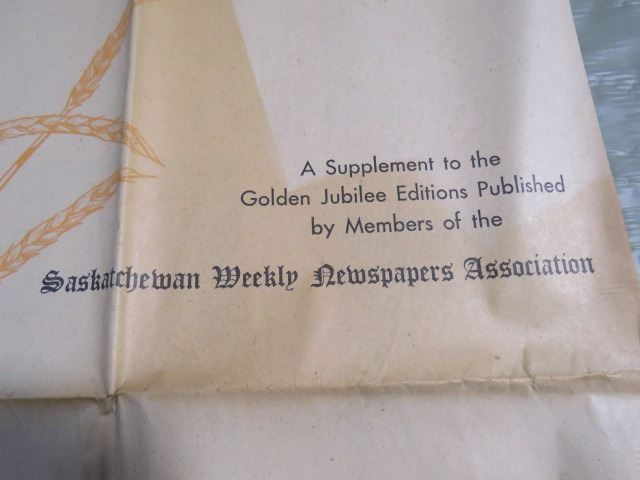 A Supplement to the
Golden Jubilee Editions Published
by Members of the
Saskatchewan Weekly Newspapers Association